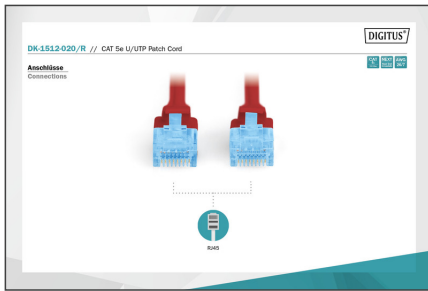 DIGITUS®
DK-1512-020/R // CAT 5e U/UTP Patch Cord
Anschlüsse
Connections
RJ45